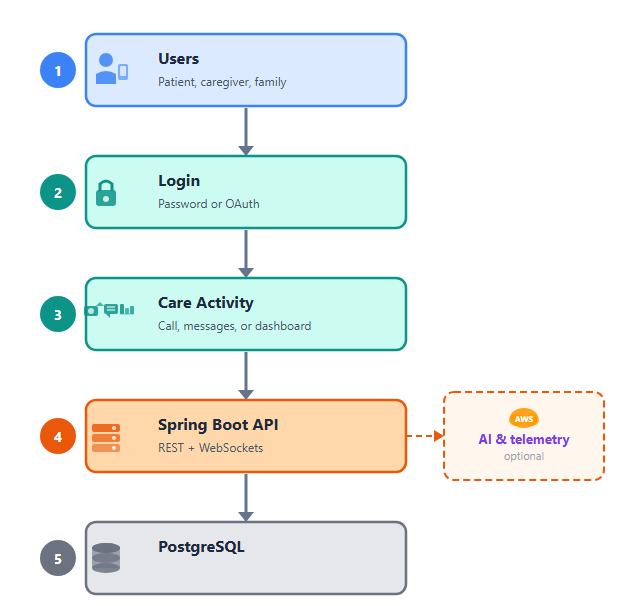 1
Users
Patient, caregiver, family
2
Login
Password or OAuth
3
Care Activity
Call, messages, or dashboard
4
Spring Boot API
REST + WebSockets
AWS
AI & telemetry
optional
5
PostgreSQL